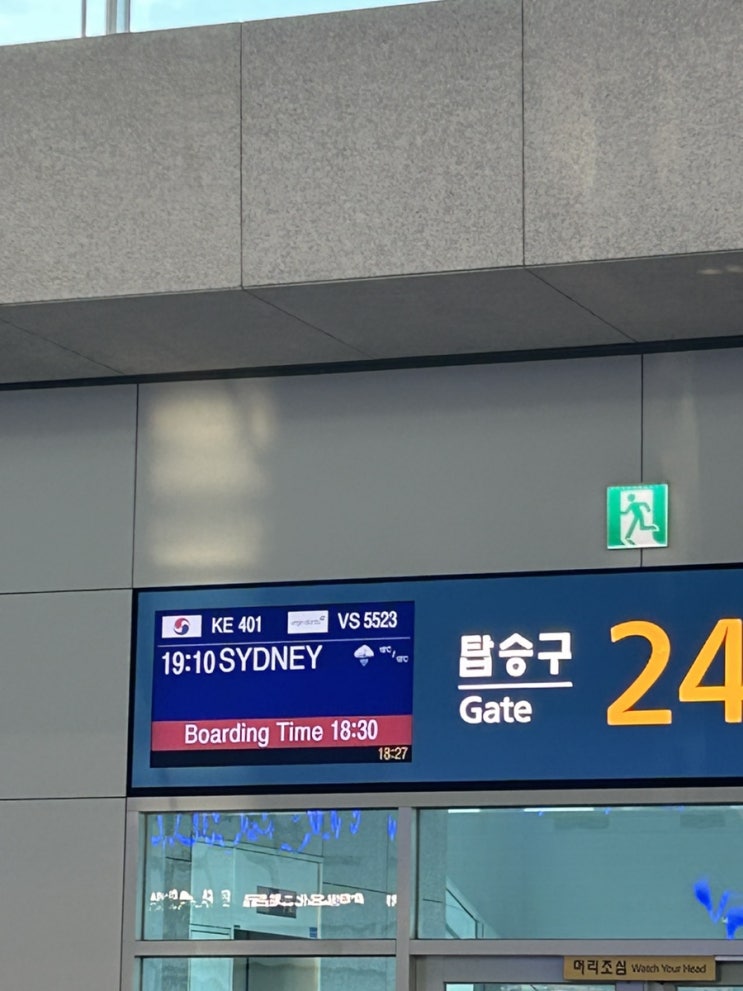 KE 401 VS 5523
19:10 SYDNEY
Boarding Time 18:30
18:27
탑승구
Gate
24
머리조심 Watch Your Head